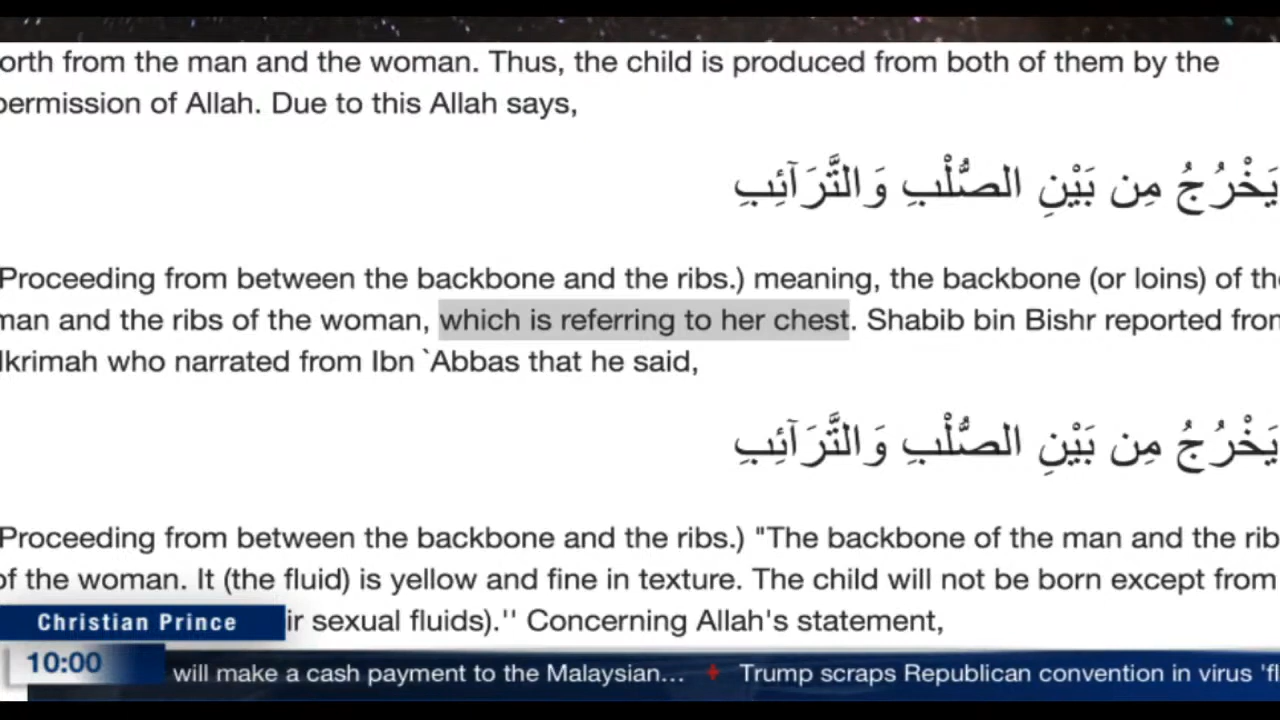 orth from the man and the woman. Thus, the child is produced from both of them by the
permission of Allah. Due to this Allah says,
يَخْرُجُ مِن بَيْنِ الصُّلْبِ وَالتَّرَآئِبِ
Proceeding from between the backbone and the ribs.) meaning, the backbone (or loins) of the
man and the ribs of the woman, which is referring to her chest. Shabib bin Bishr reported from
Ikrimah who narrated from Ibn `Abbas that he said,
يَخْرُجُ مِن بَيْنِ الصُّلْبِ وَالتَّرَآئِبِ
Proceeding from between the backbone and the ribs.) "The backbone of the man and the rib
of the woman. It (the fluid) is yellow and fine in texture. The child will not be born except from
ir sexual fluids).'' Concerning Allah's statement,
Christian Prince
10:00 will make a cash payment to the Malaysian... Trump scraps Republican convention in virus 'fl